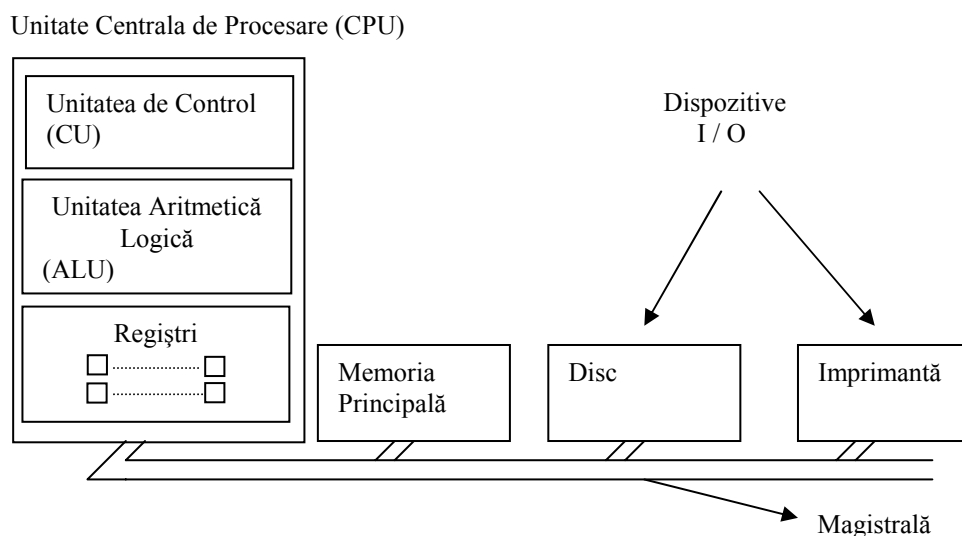 Unitate Centrala de Procesare (CPU)
Unitatea de Control
(CU)
Unitatea Aritmetică
Logică
(ALU)
Regiştri
Dispozitive
I / O
Memoria
Principală
Disc
Imprimantă
Magistrală